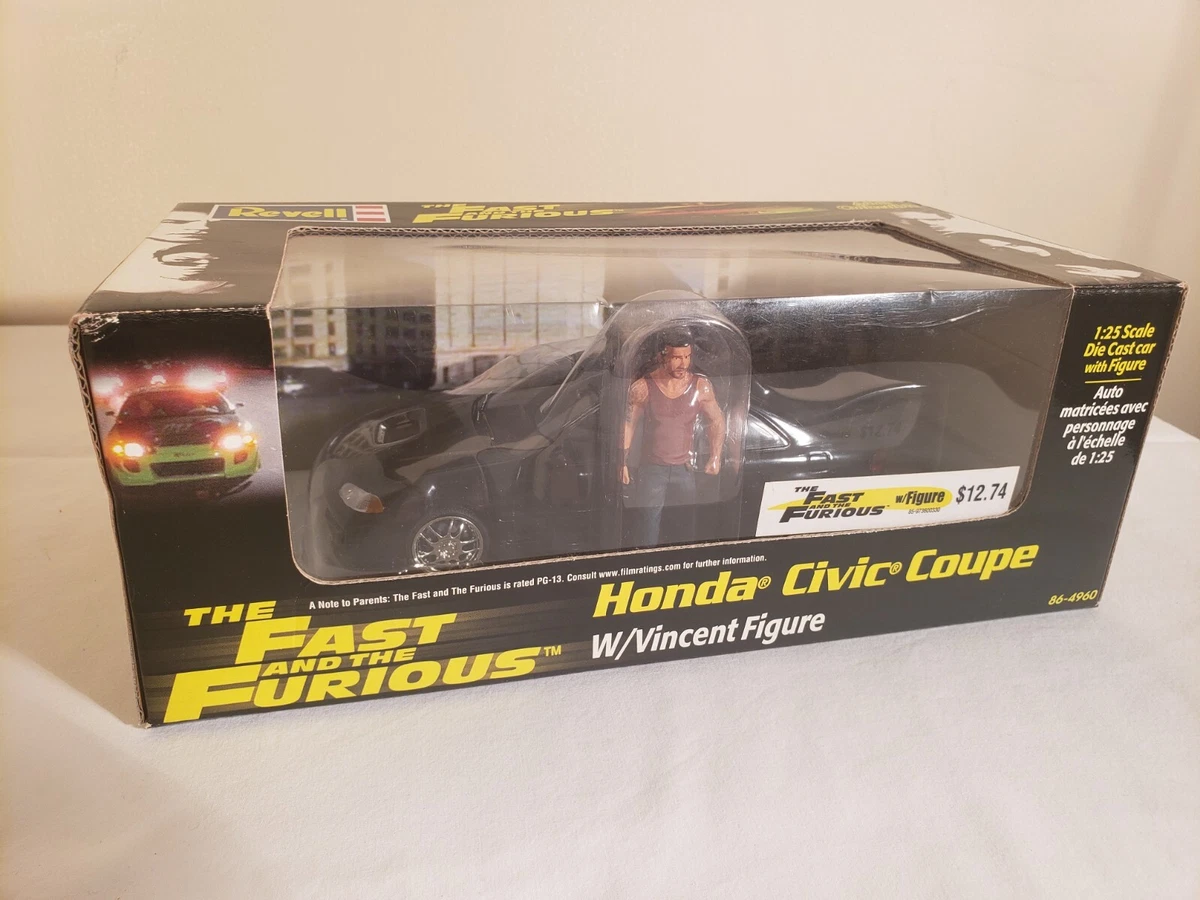 Revell
THE
FAST
AND THE
FURIOUS
1:25 Scale
Die Cast car
with Figure
Auto
matricées avec
personnage
à l'échelle
de 1:25
THE
FAST
AND THE
FURIOUS™
w/Figure
$12.74
A Note to Parents: The Fast and The Furious is rated PG-13. Consult www.filmratings.com for further information.
Honda® Civic® Coupe
W/Vincent Figure
86-4960
THE
FAST
AND THE
FURIOUS™